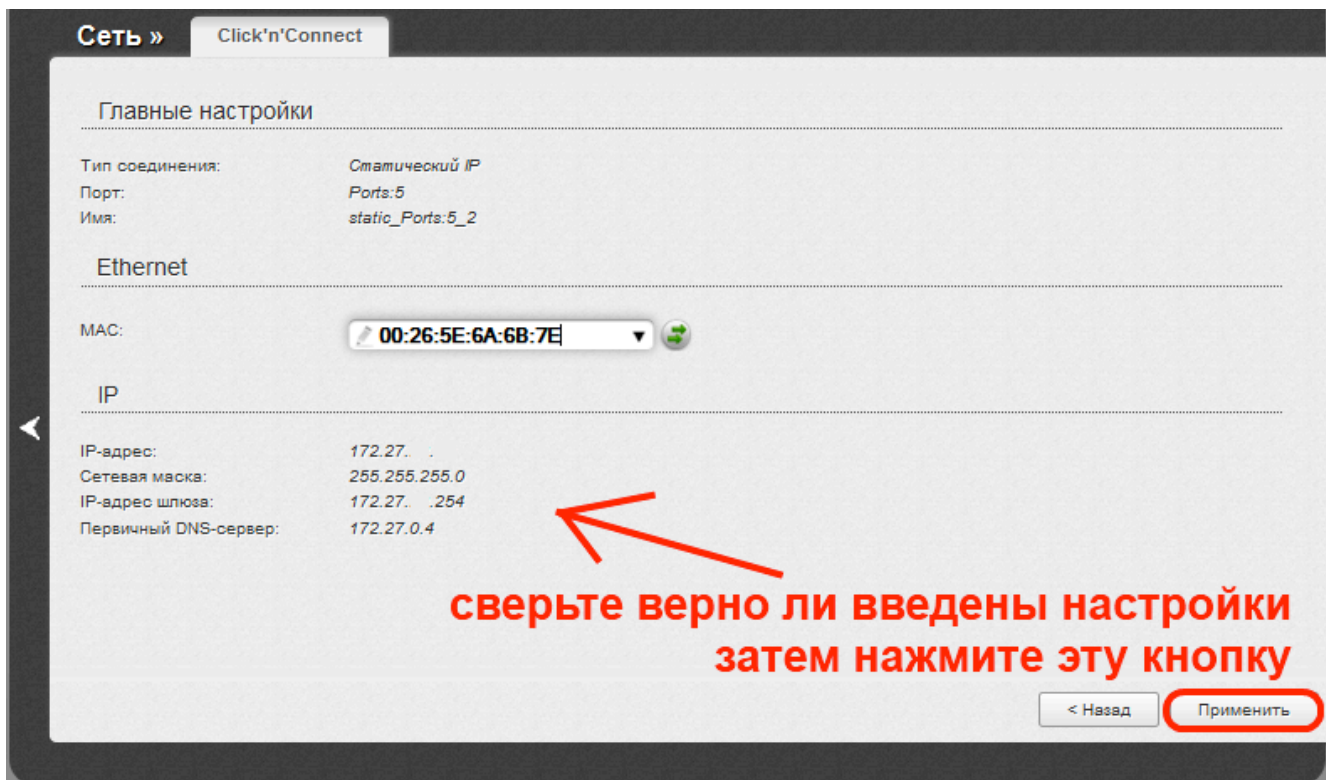 Сеть » Click'n'Connect
Главные настройки
Тип соединения: Статический IP
Порт: Ports:5
Имя: static_Ports:5_2
Ethernet
MAC: 00:26:5E:6A:6B:7E
IP
IP-адрес: 172.27. .
Сетевая маска: 255.255.255.0
IP-адрес шлюза: 172.27. .254
Первичный DNS-сервер: 172.27.0.4
сверьте верно ли введены настройки
затем нажмите эту кнопку
< Назад Применить